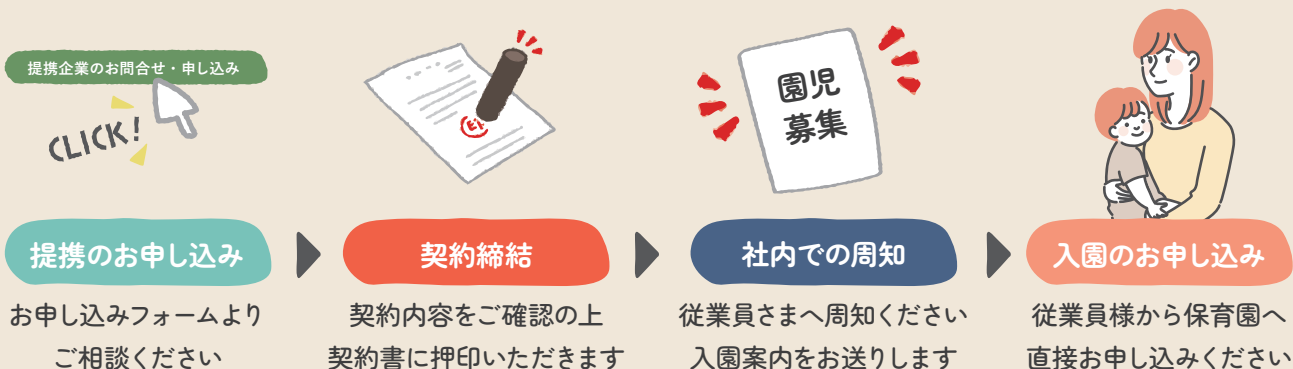 提携企業のお問合せ・申し込み
CLICK!
園児
募集
提携のお申し込み
お申し込みフォームより
ご相談ください
契約締結
契約内容をご確認の上
契約書に押印いただきます
社内での周知
従業員さまへ周知ください
入園案内をお送りします
入園のお申し込み
従業員様から保育園へ
直接お申し込みください